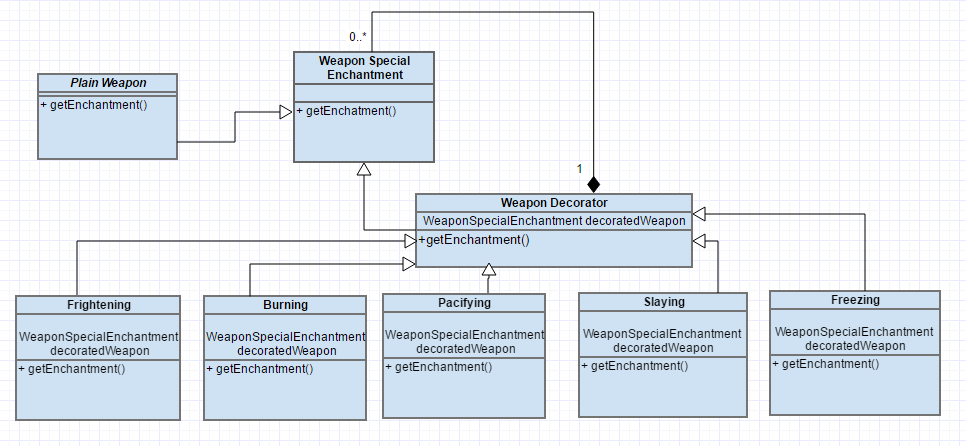 0..*
Weapon Special
Enchantment
+ getEnchatment()
Plain Weapon
+ getEnchantment()
1
Weapon Decorator
WeaponSpecialEnchantment decoratedWeapon
+getEnchantment()
Frightening
WeaponSpecialEnchantment
decoratedWeapon
+ getEnchantment()
Burning
WeaponSpecialEnchantment
decoratedWeapon
+ getEnchantment()
Pacifying
WeaponSpecialEnchantment
decoratedWeapon
+ getEnchantment()
Slaying
WeaponSpecialEnchantment
decoratedWeapon
+ getEnchantment()
Freezing
WeaponSpecialEnchantment
decoratedWeapon
+ getEnchantment()